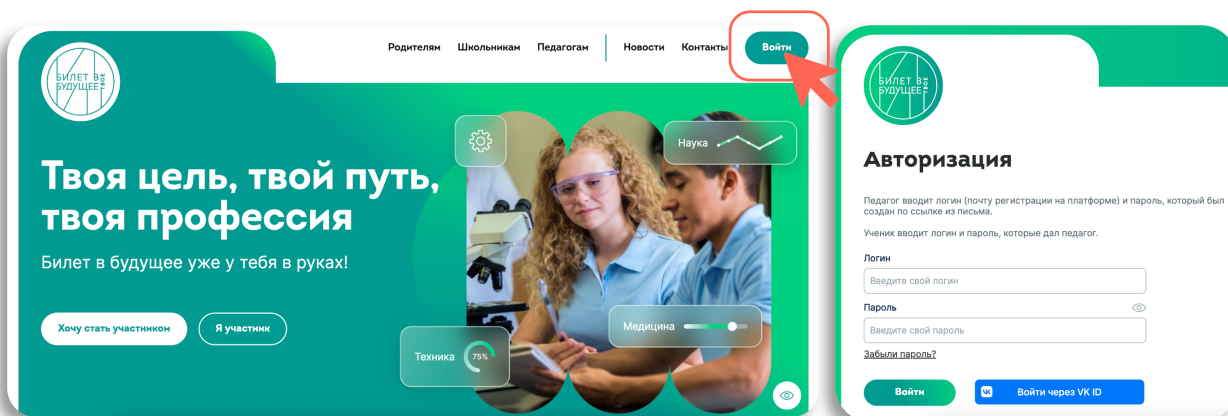 БИЛЕТ В
БУДУЩЕЕ
ТВОЁ
Родителям Школьникам Педагогам Новости Контакты Войти
Твоя цель, твой путь,
твоя профессия
Билет в будущее уже у тебя в руках!
Хочу стать участником Я участник
Наука
Медицина
Техника 75%
БИЛЕТ В
БУДУЩЕЕ
ТВОЁ
Авторизация
Педагог вводит логин (почту регистрации на платформе) и пароль, который был
создан по ссылке из письма.
Ученик вводит логин и пароль, которые дал педагог.
Логин
Введите свой логин
Пароль
Введите свой пароль
Забыли пароль?
Войти Войти через VK ID